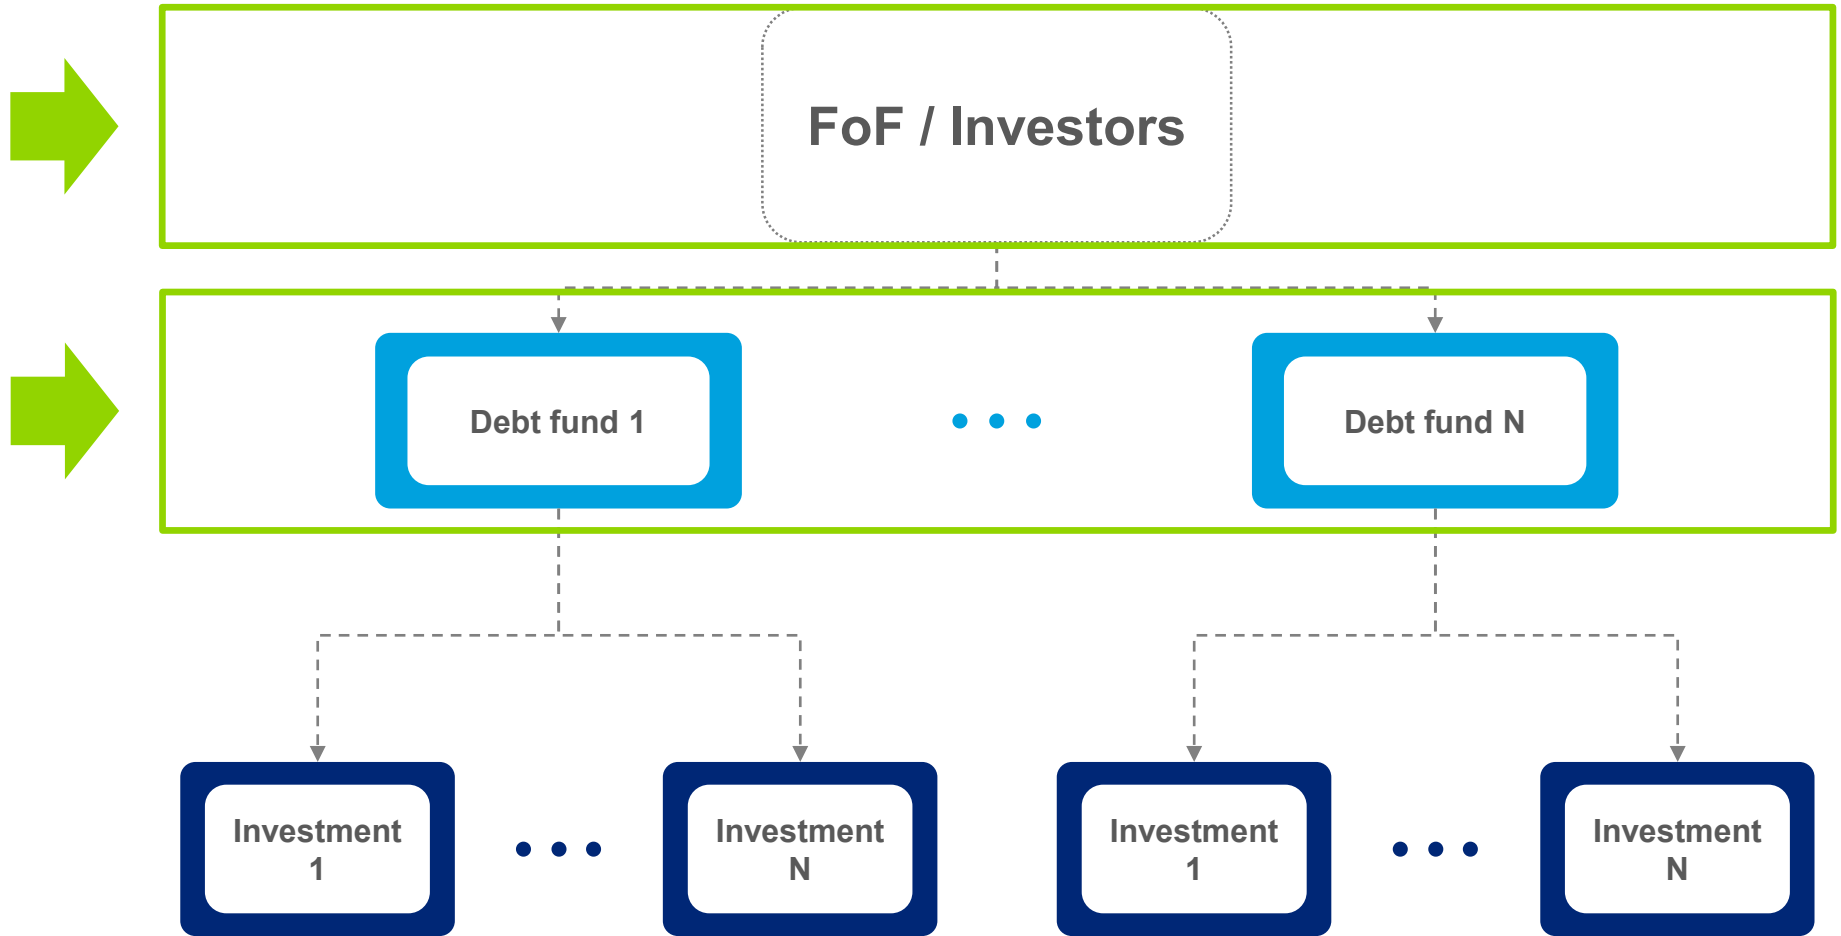 FoF / Investors
Debt fund 1
Debt fund N
Investment
1
Investment
N
Investment
1
Investment
N